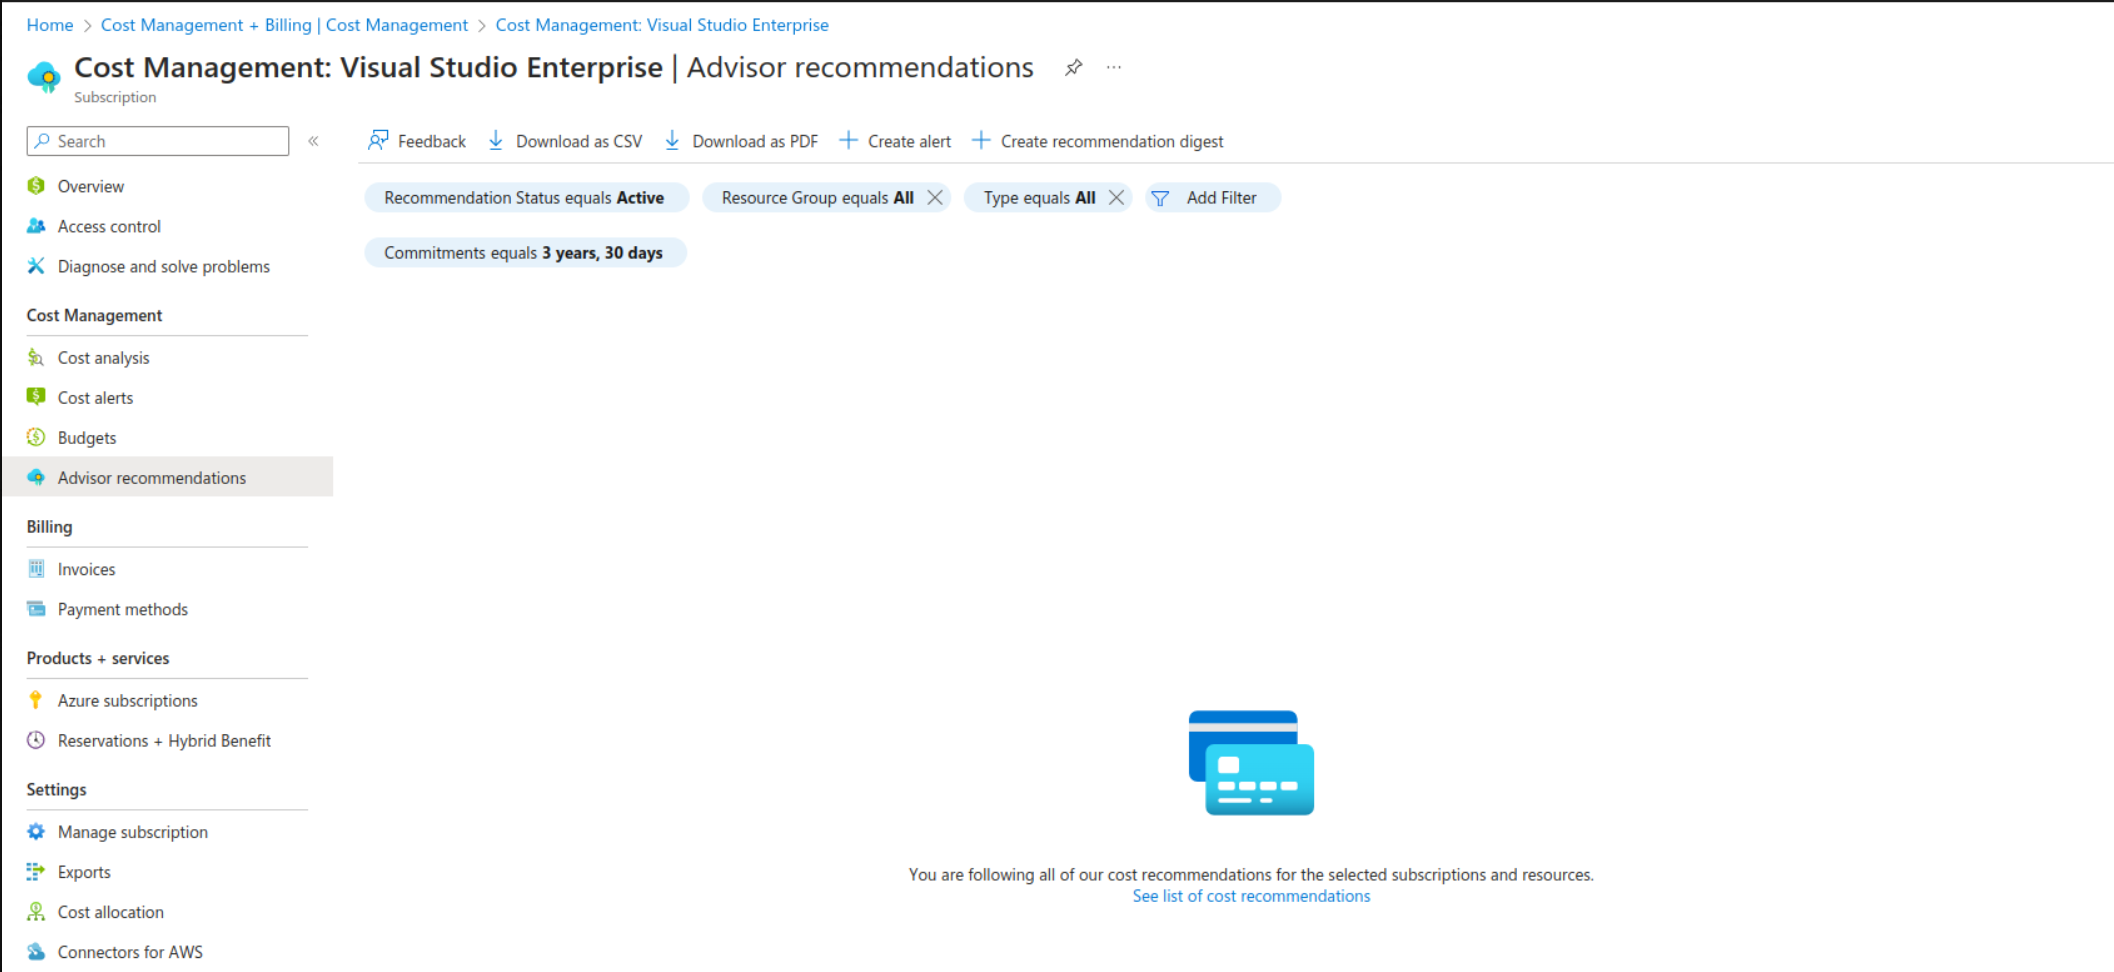 Home > Cost Management + Billing | Cost Management > Cost Management: Visual Studio Enterprise
Cost Management: Visual Studio Enterprise | Advisor recommendations ...
Subscription
Search «
Feedback Download as CSV Download as PDF + Create alert + Create recommendation digest
Recommendation Status equals Active Resource Group equals All Type equals All Add Filter
Commitments equals 3 years, 30 days
Overview
Access control
Diagnose and solve problems
Cost Management
Cost analysis
Cost alerts
Budgets
Advisor recommendations
Billing
Invoices
Payment methods
Products + services
Azure subscriptions
Reservations + Hybrid Benefit
Settings
Manage subscription
Exports
Cost allocation
Connectors for AWS
You are following all of our cost recommendations for the selected subscriptions and resources.
See list of cost recommendations